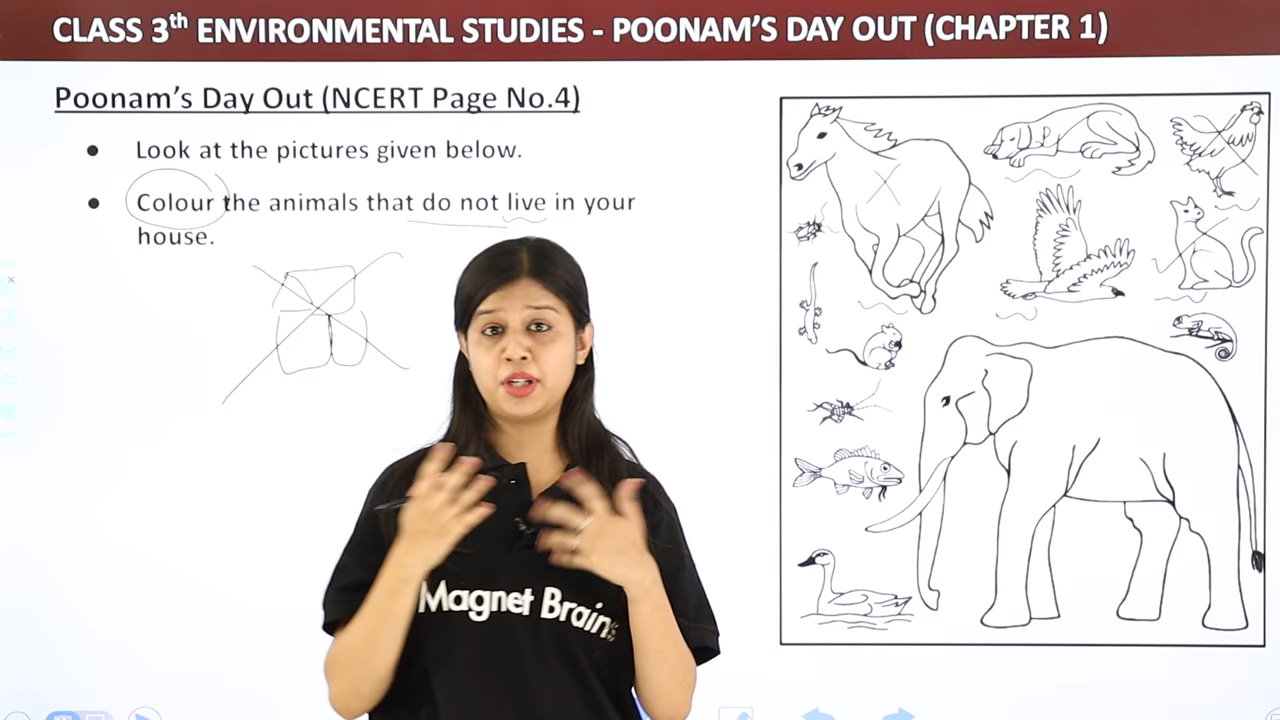 CLASS 3th ENVIRONMENTAL STUDIES - POONAM'S DAY OUT (CHAPTER 1)
Poonam's Day Out (NCERT Page No.4)
● Look at the pictures given below.
● Colour the animals that do not live in your
house.
Magnet Brains